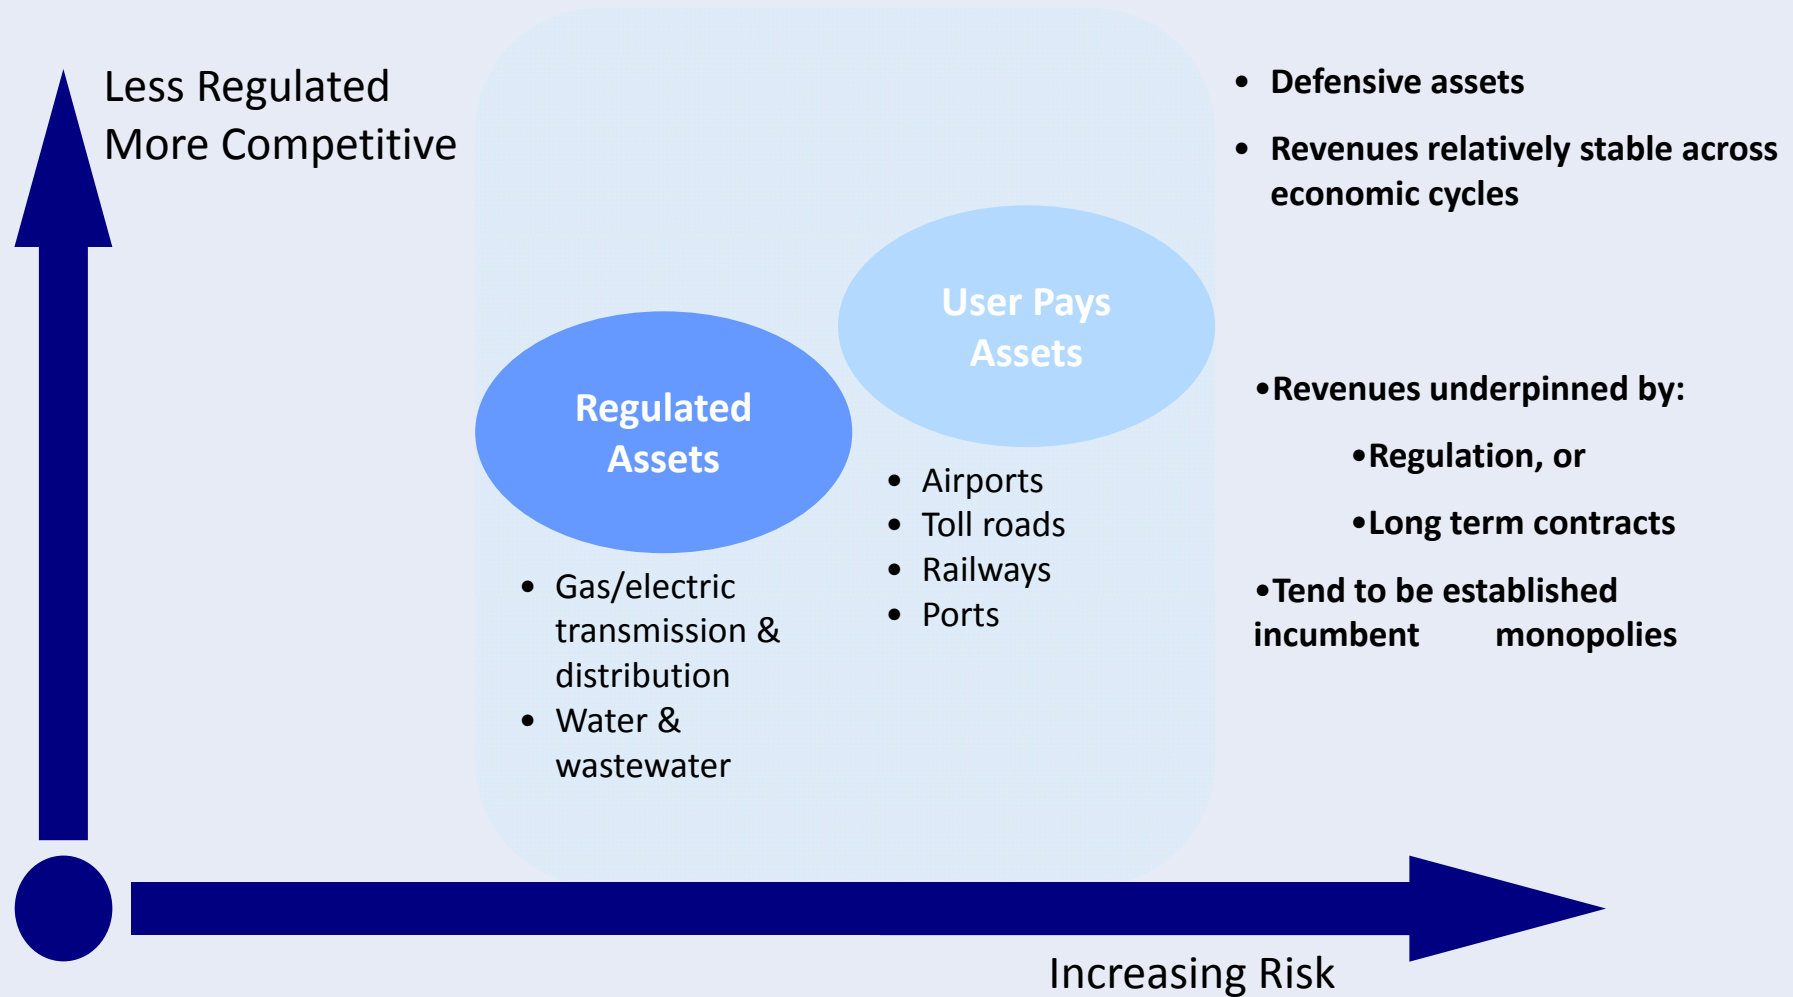 Less Regulated
More Competitive
Regulated
Assets
• Gas/electric
transmission &
distribution
• Water &
wastewater
User Pays
Assets
• Airports
• Toll roads
• Railways
• Ports
• Defensive assets
• Revenues relatively stable across
economic cycles
•Revenues underpinned by:
•Regulation, or
•Long term contracts
•Tend to be established
incumbent monopolies
Increasing Risk